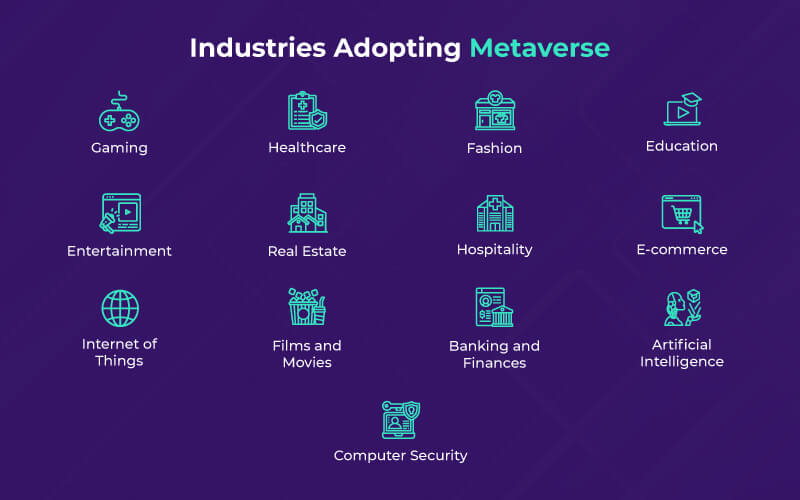 Industries Adopting Metaverse
Gaming
Healthcare
Fashion
Education
Entertainment
Real Estate
Hospitality
E-commerce
Internet of
Things
Films and
Movies
Banking and
Finances
Artificial
Intelligence
Computer Security